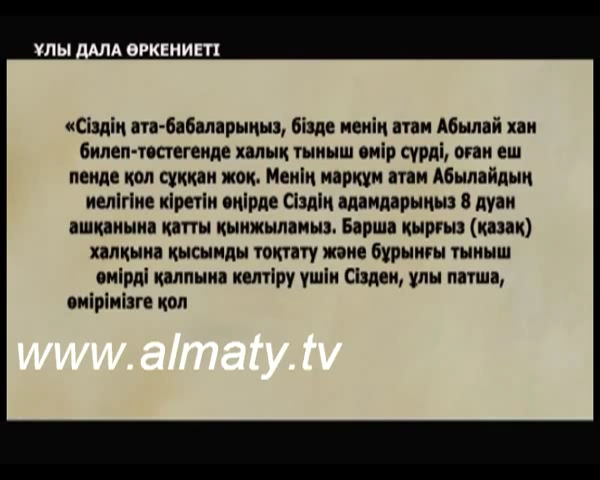 ҰЛЫ ДАЛА ӨРКЕНИЕТІ
«Сіздің ата-бабаларыңыз, бізде менің атам Абылай хан
билеп-төстегенде халық тыныш өмір сүрді, оған еш
пенде қол сұққан жоқ. Менің марқұм атам Абылайдың
иелігіне кіретін өңірде Сіздің адамдарыңыз 8 дуан
ашқанына қатты қынжыламыз. Барша қырғыз (қазақ)
халқына қысымды тоқтату және бұрынғы тыныш
өмірді қалпына келтіру үшін Сізден, ұлы патша,
өмірімізге қол
www.almaty.tv